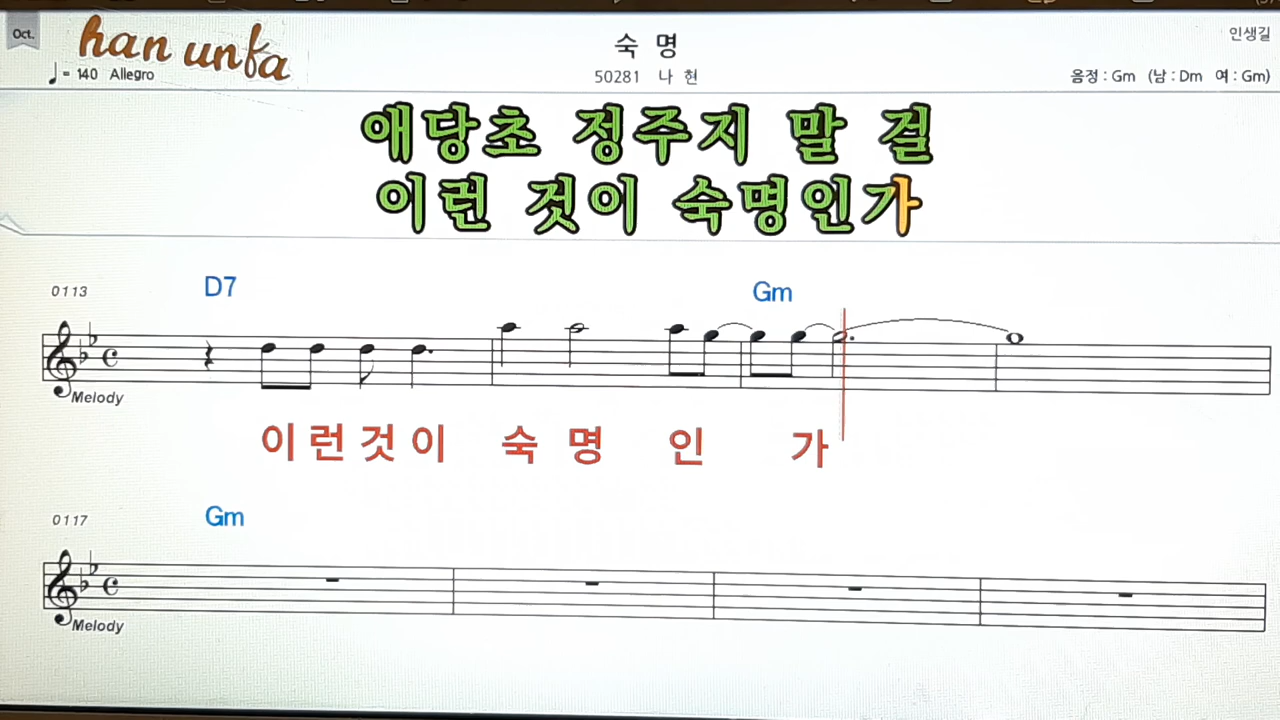 Oct.
han unfa
숙 명
인생길
♩= 140 Allegro
50281 나 현
음정 : Gm (남 : Dm 여 : Gm)
애당초 정주지 말 걸
이런 것이 숙명인가
0113
D7
Gm
Melody
이 런 것 이 숙 명 인 가
0117
Gm
Melody